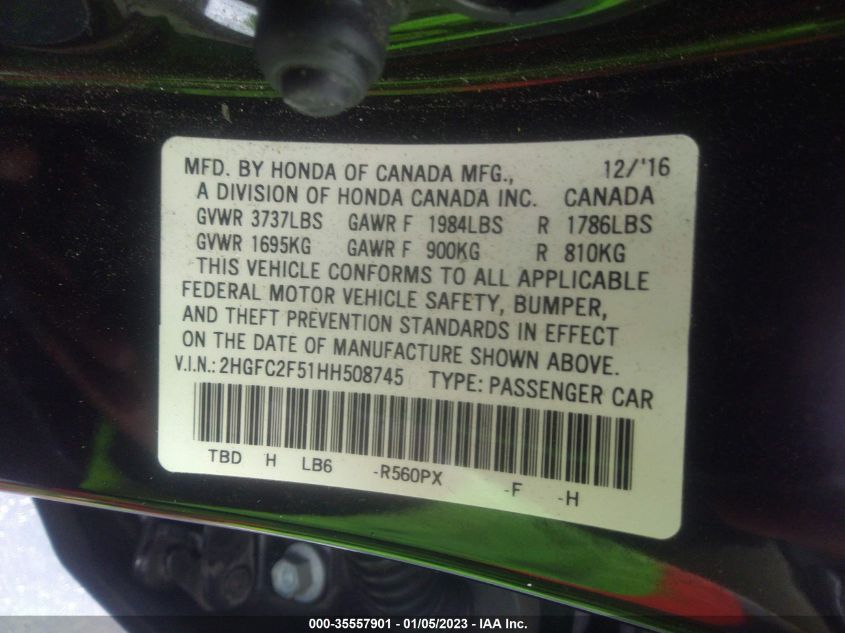 MFD. BY HONDA OF CANADA MFG., 12/'16
A DIVISION OF HONDA CANADA INC. CANADA
GVWR 3737LBS GAWR F 1984LBS R 1786LBS
GVWR 1695KG GAWR F 900KG R 810KG
THIS VEHICLE CONFORMS TO ALL APPLICABLE
FEDERAL MOTOR VEHICLE SAFETY, BUMPER,
AND THEFT PREVENTION STANDARDS IN EFFECT
ON THE DATE OF MANUFACTURE SHOWN ABOVE.
V.I.N.: 2HGFC2F51HH508745 TYPE: PASSENGER CAR
TBD H LB6 -R560PX -F -H
000-35557901 - 01/05/2023 - IAA Inc.